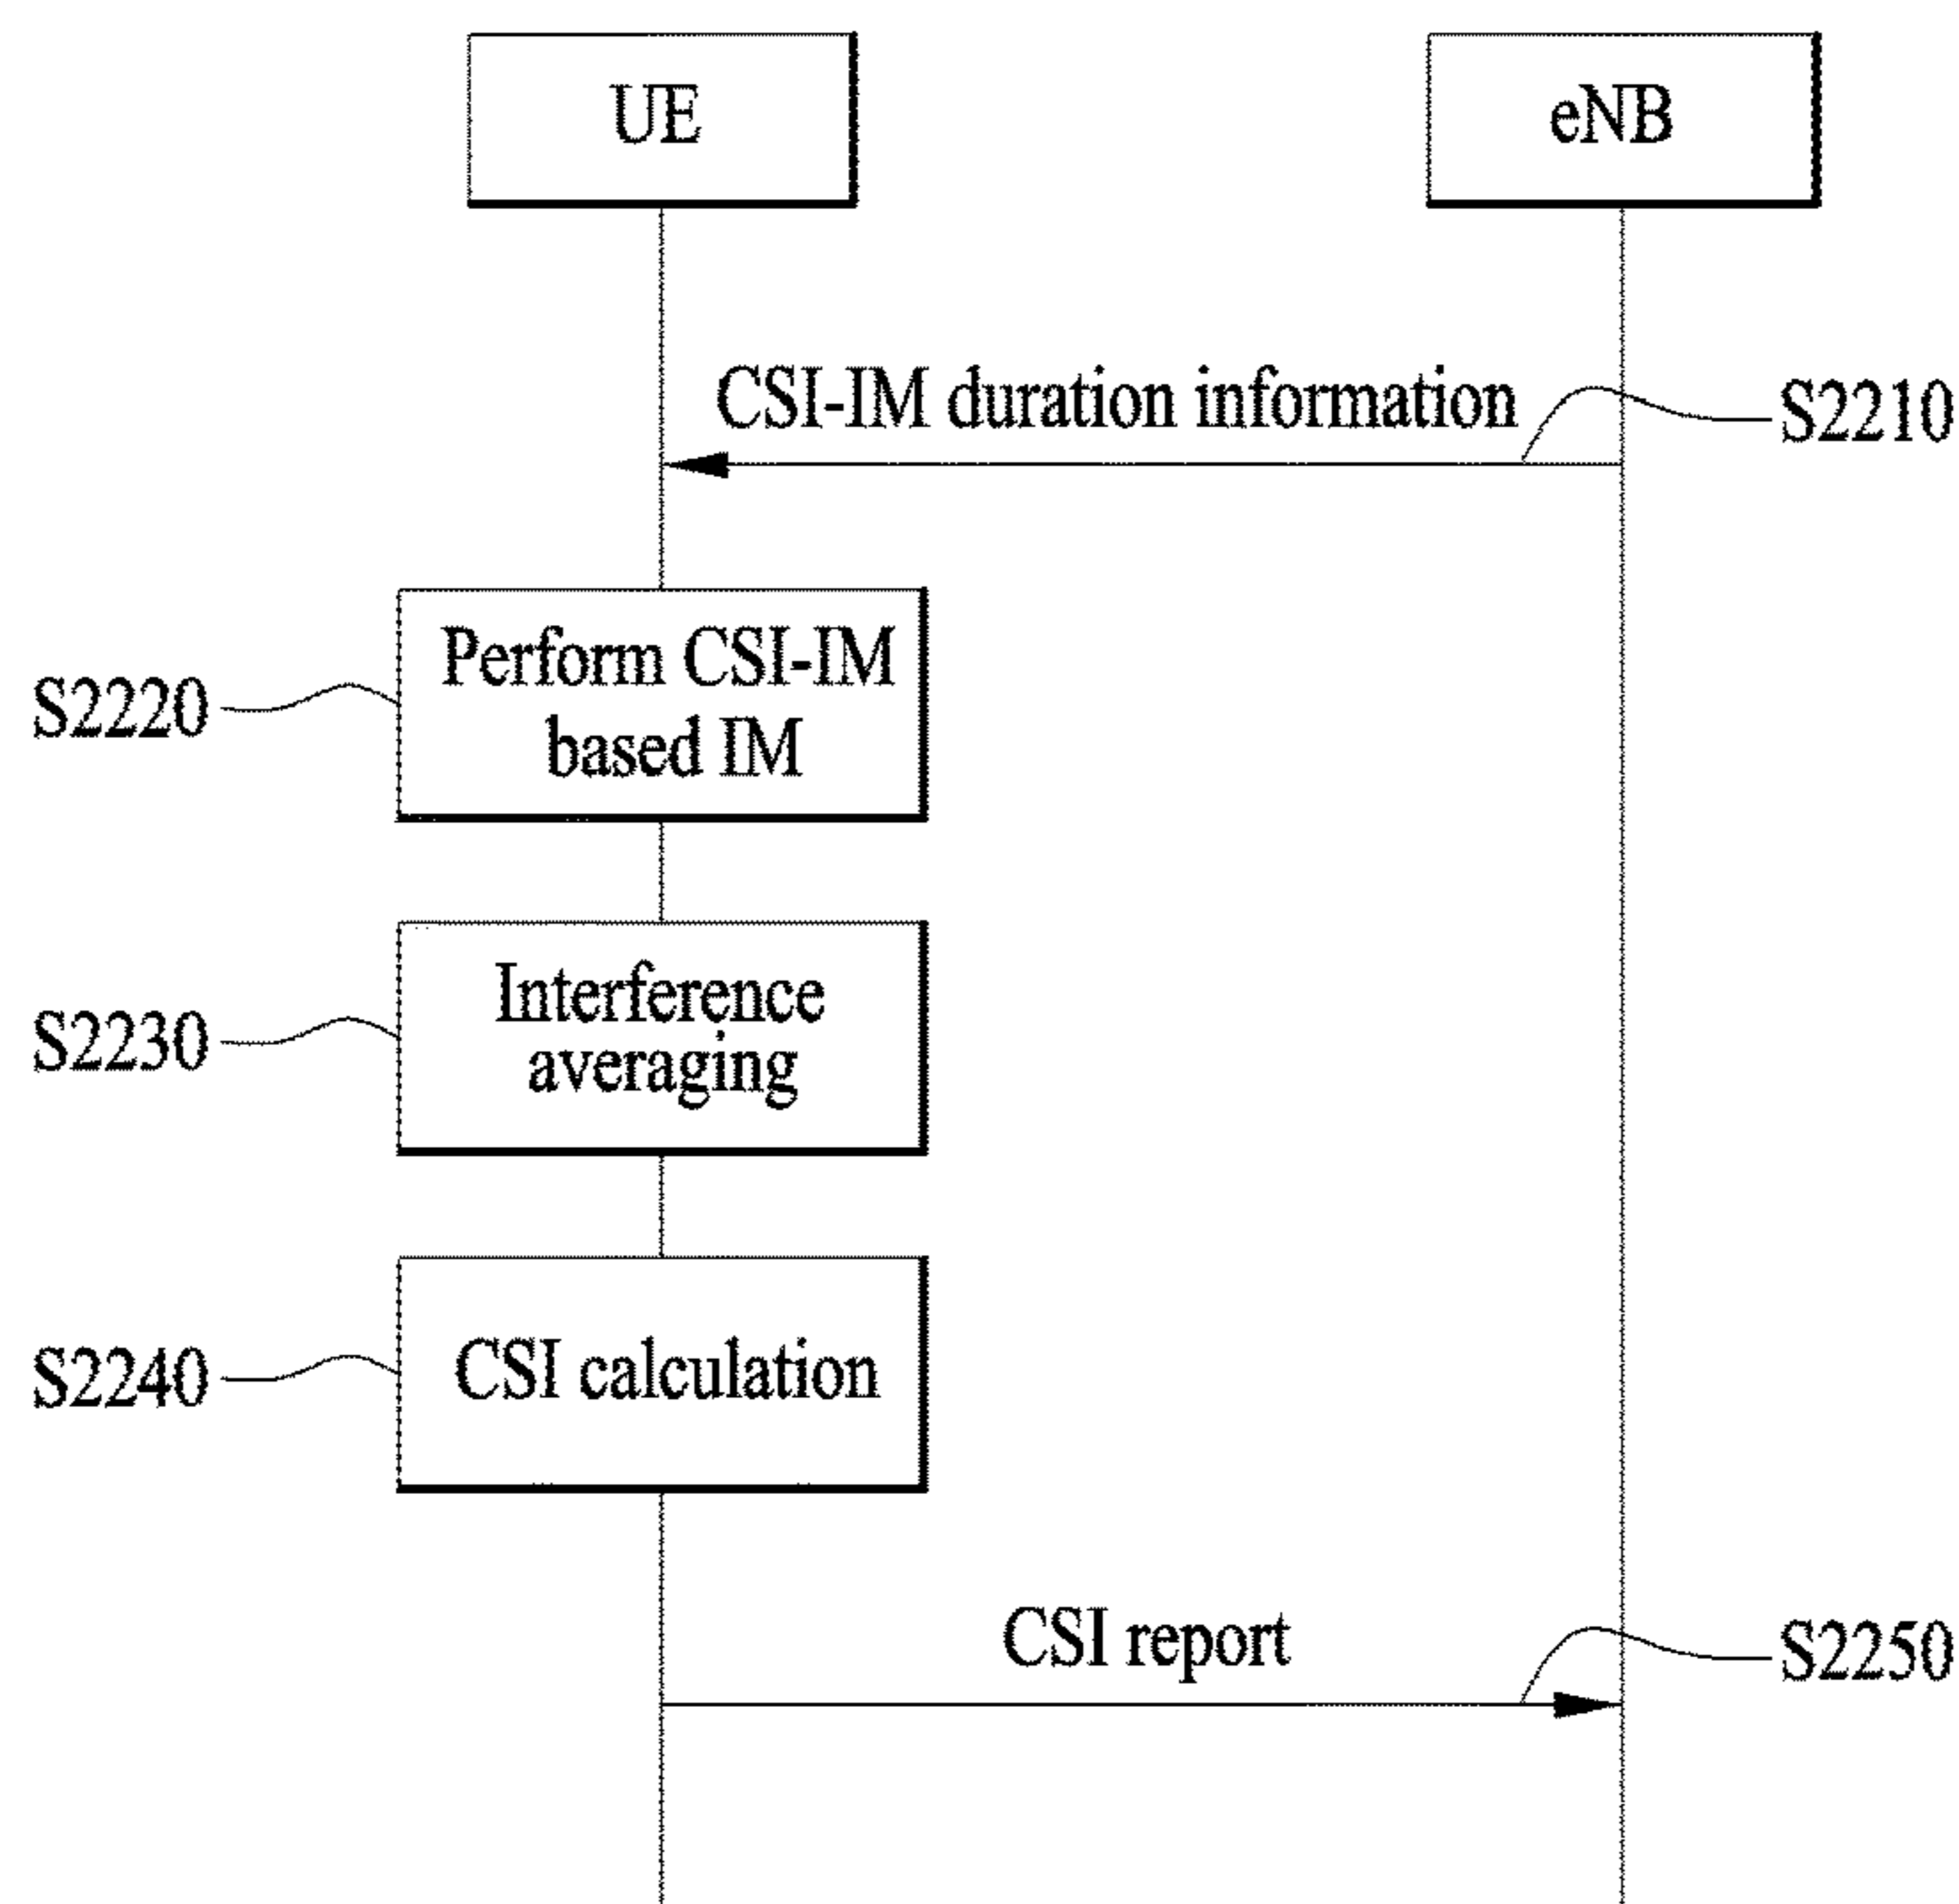 UE
eNB
CSI-IM duration information
S2210
Perform CSI-IM
based IM
S2220
Interference
averaging
S2230
CSI calculation
S2240
CSI report
S2250